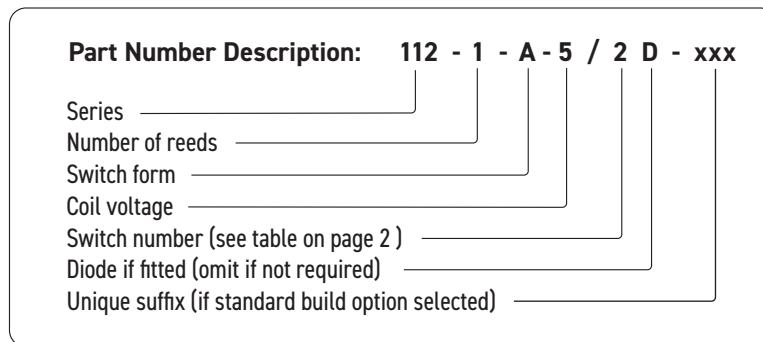 Part Number Description: 112 - 1 - A - 5 / 2 D - xxx
Series
Number of reeds
Switch form
Coil voltage
Switch number (see table on page 2 )
Diode if fitted (omit if not required)
Unique suffix (if standard build option selected)